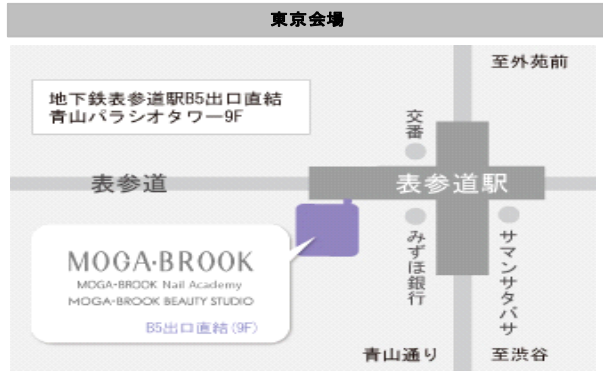 東京会場
至外苑前
地下鉄表参道駅B5出口直結
青山パラシオタワー9F
交番
表参道
表参道駅
みずほ銀行
サマンサタバサ
MOGA・BROOK
MOGA・BROOK Nail Academy
MOGA・BROOK BEAUTY STUDIO
B5出口直結(9F)
青山通り
至渋谷